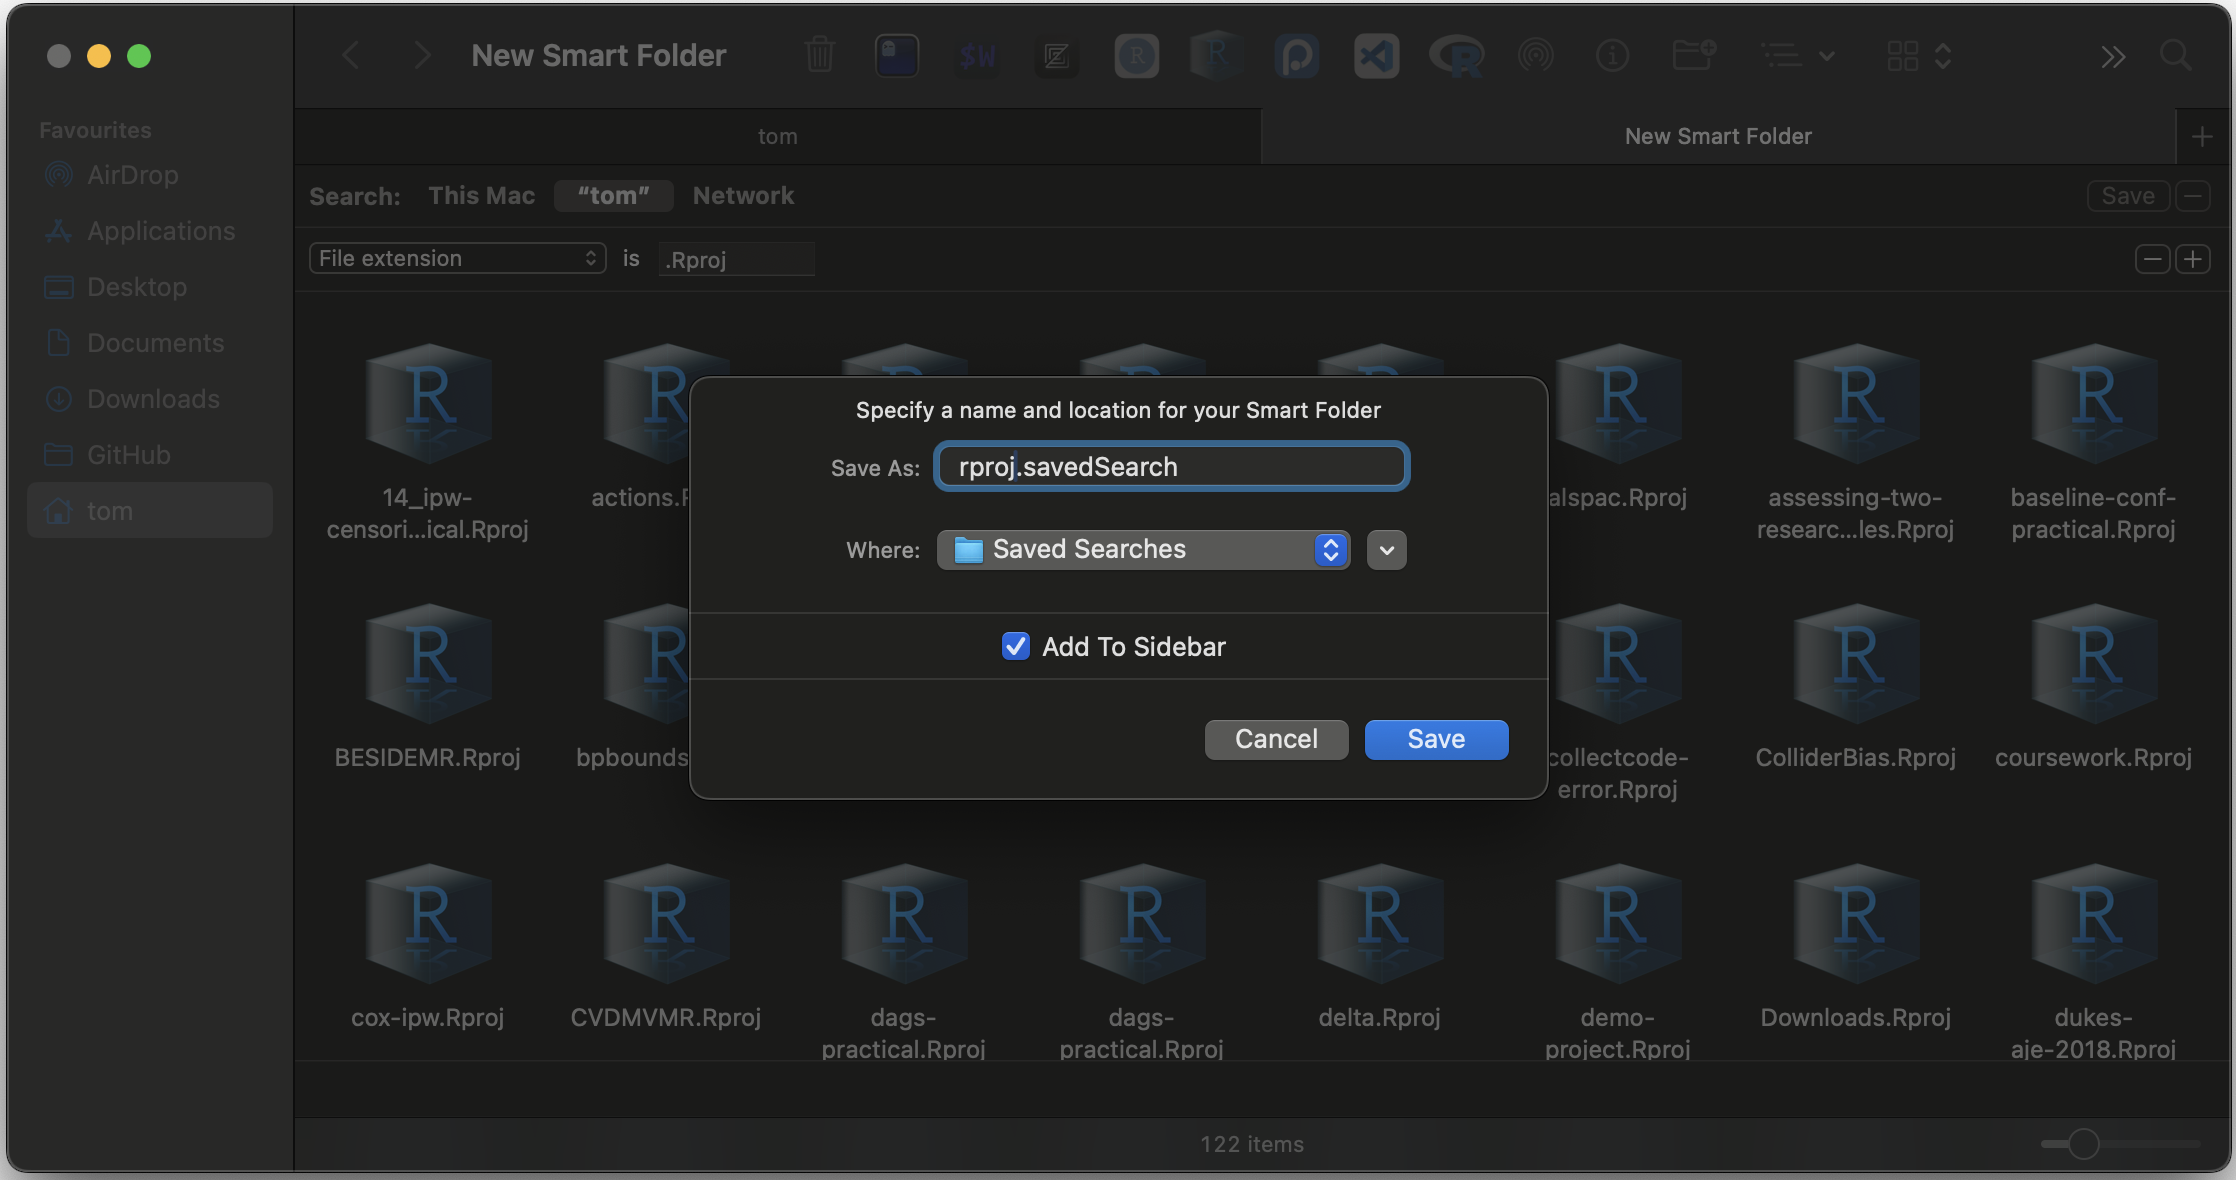 New Smart Folder
$W
R
R
R
Favourites
AirDrop
Applications
Desktop
Documents
Downloads
GitHub
tom
tom
New Smart Folder
Search: This Mac “tom” Network
Save
File extension is .Rproj
Specify a name and location for your Smart Folder
Save As: rproj.savedSearch
Where: Saved Searches
Add To Sidebar
Cancel Save
14_ipw-
censori...ical.Rproj
actions.R
alspac.Rproj
assessing-two-
researc...les.Rproj
baseline-conf-
practical.Rproj
BESIDEMR.Rproj
bpbounds
collectcode-
error.Rproj
ColliderBias.Rproj
coursework.Rproj
cox-ipw.Rproj
CVDMVMR.Rproj
dags-
practical.Rproj
dags-
practical.Rproj
delta.Rproj
demo-
project.Rproj
Downloads.Rproj
dukes-
aje-2018.Rproj
122 items